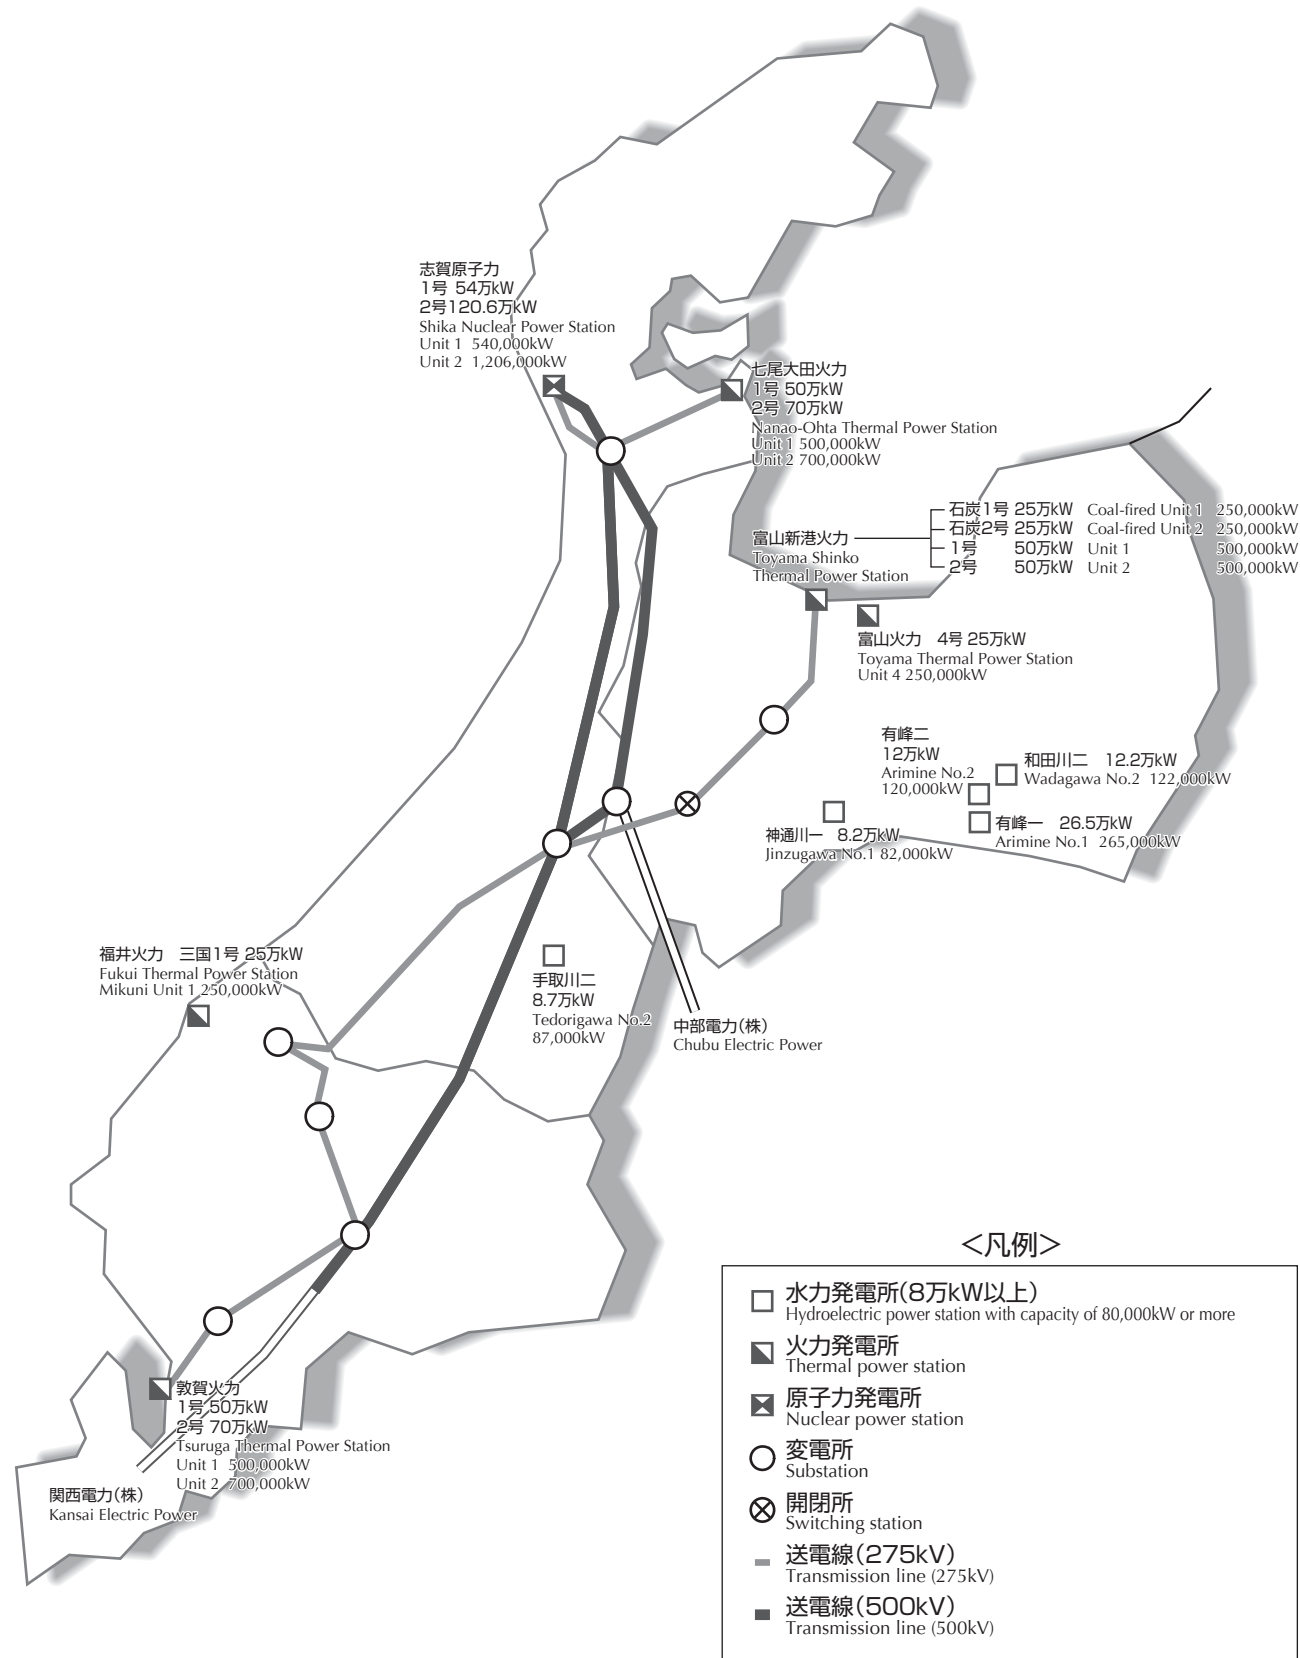 志賀原子力
1号 54万kW
2号120.6万kW
Shika Nuclear Power Station
Unit 1 540,000kW
Unit 2 1,206,000kW
七尾大田火力
1号 50万kW
2号 70万kW
Nanao-Ohta Thermal Power Station
Unit 1 500,000kW
Unit 2 700,000kW
富山新港火力
Toyama Shinko
Thermal Power Station
石炭1号 25万kW Coal-fired Unit 1 250,000kW
石炭2号 25万kW Coal-fired Unit 2 250,000kW
1号 50万kW Unit 1 500,000kW
2号 50万kW Unit 2 500,000kW
富山火力 4号 25万kW
Toyama Thermal Power Station
Unit 4 250,000kW
有峰二
12万kW
Arimine No.2
120,000kW
和田川二 12.2万kW
Wadagawa No.2 122,000kW
有峰一 26.5万kW
Arimine No.1 265,000kW
神通川一 8.2万kW
Jinzugawa No.1 82,000kW
福井火力 三国1号 25万kW
Fukui Thermal Power Station
Mikuni Unit 1 250,000kW
手取川二
8.7万kW
Tedorigawa No.2
87,000kW
中部電力(株)
Chubu Electric Power
敦賀火力
1号 50万kW
2号 70万kW
Tsuruga Thermal Power Station
Unit 1 500,000kW
Unit 2 700,000kW
関西電力(株)
Kansai Electric Power
<凡例>
水力発電所(8万kW以上)
Hydroelectric power station with capacity of 80,000kW or more
火力発電所
Thermal power station
原子力発電所
Nuclear power station
変電所
Substation
開閉所
Switching station
送電線(275kV)
Transmission line (275kV)
送電線(500kV)
Transmission line (500kV)